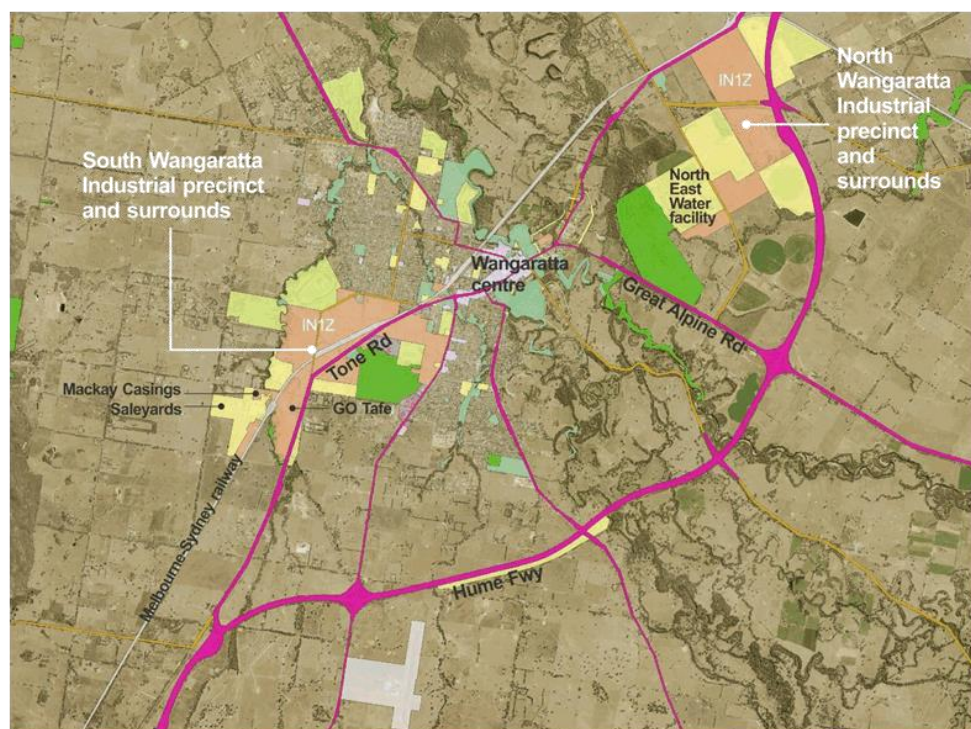 North
Wangaratta
Industrial
precinct
and
surrounds
IN1Z
South Wangaratta
Industrial precinct
and surrounds
North
East
Water
facility
Wangaratta
centre
Great Alpine Rd
IN1Z
Tone Rd
Mackay Casings
Saleyards
GO Tafe
Melbourne-Sydney railway
Hume Fwy